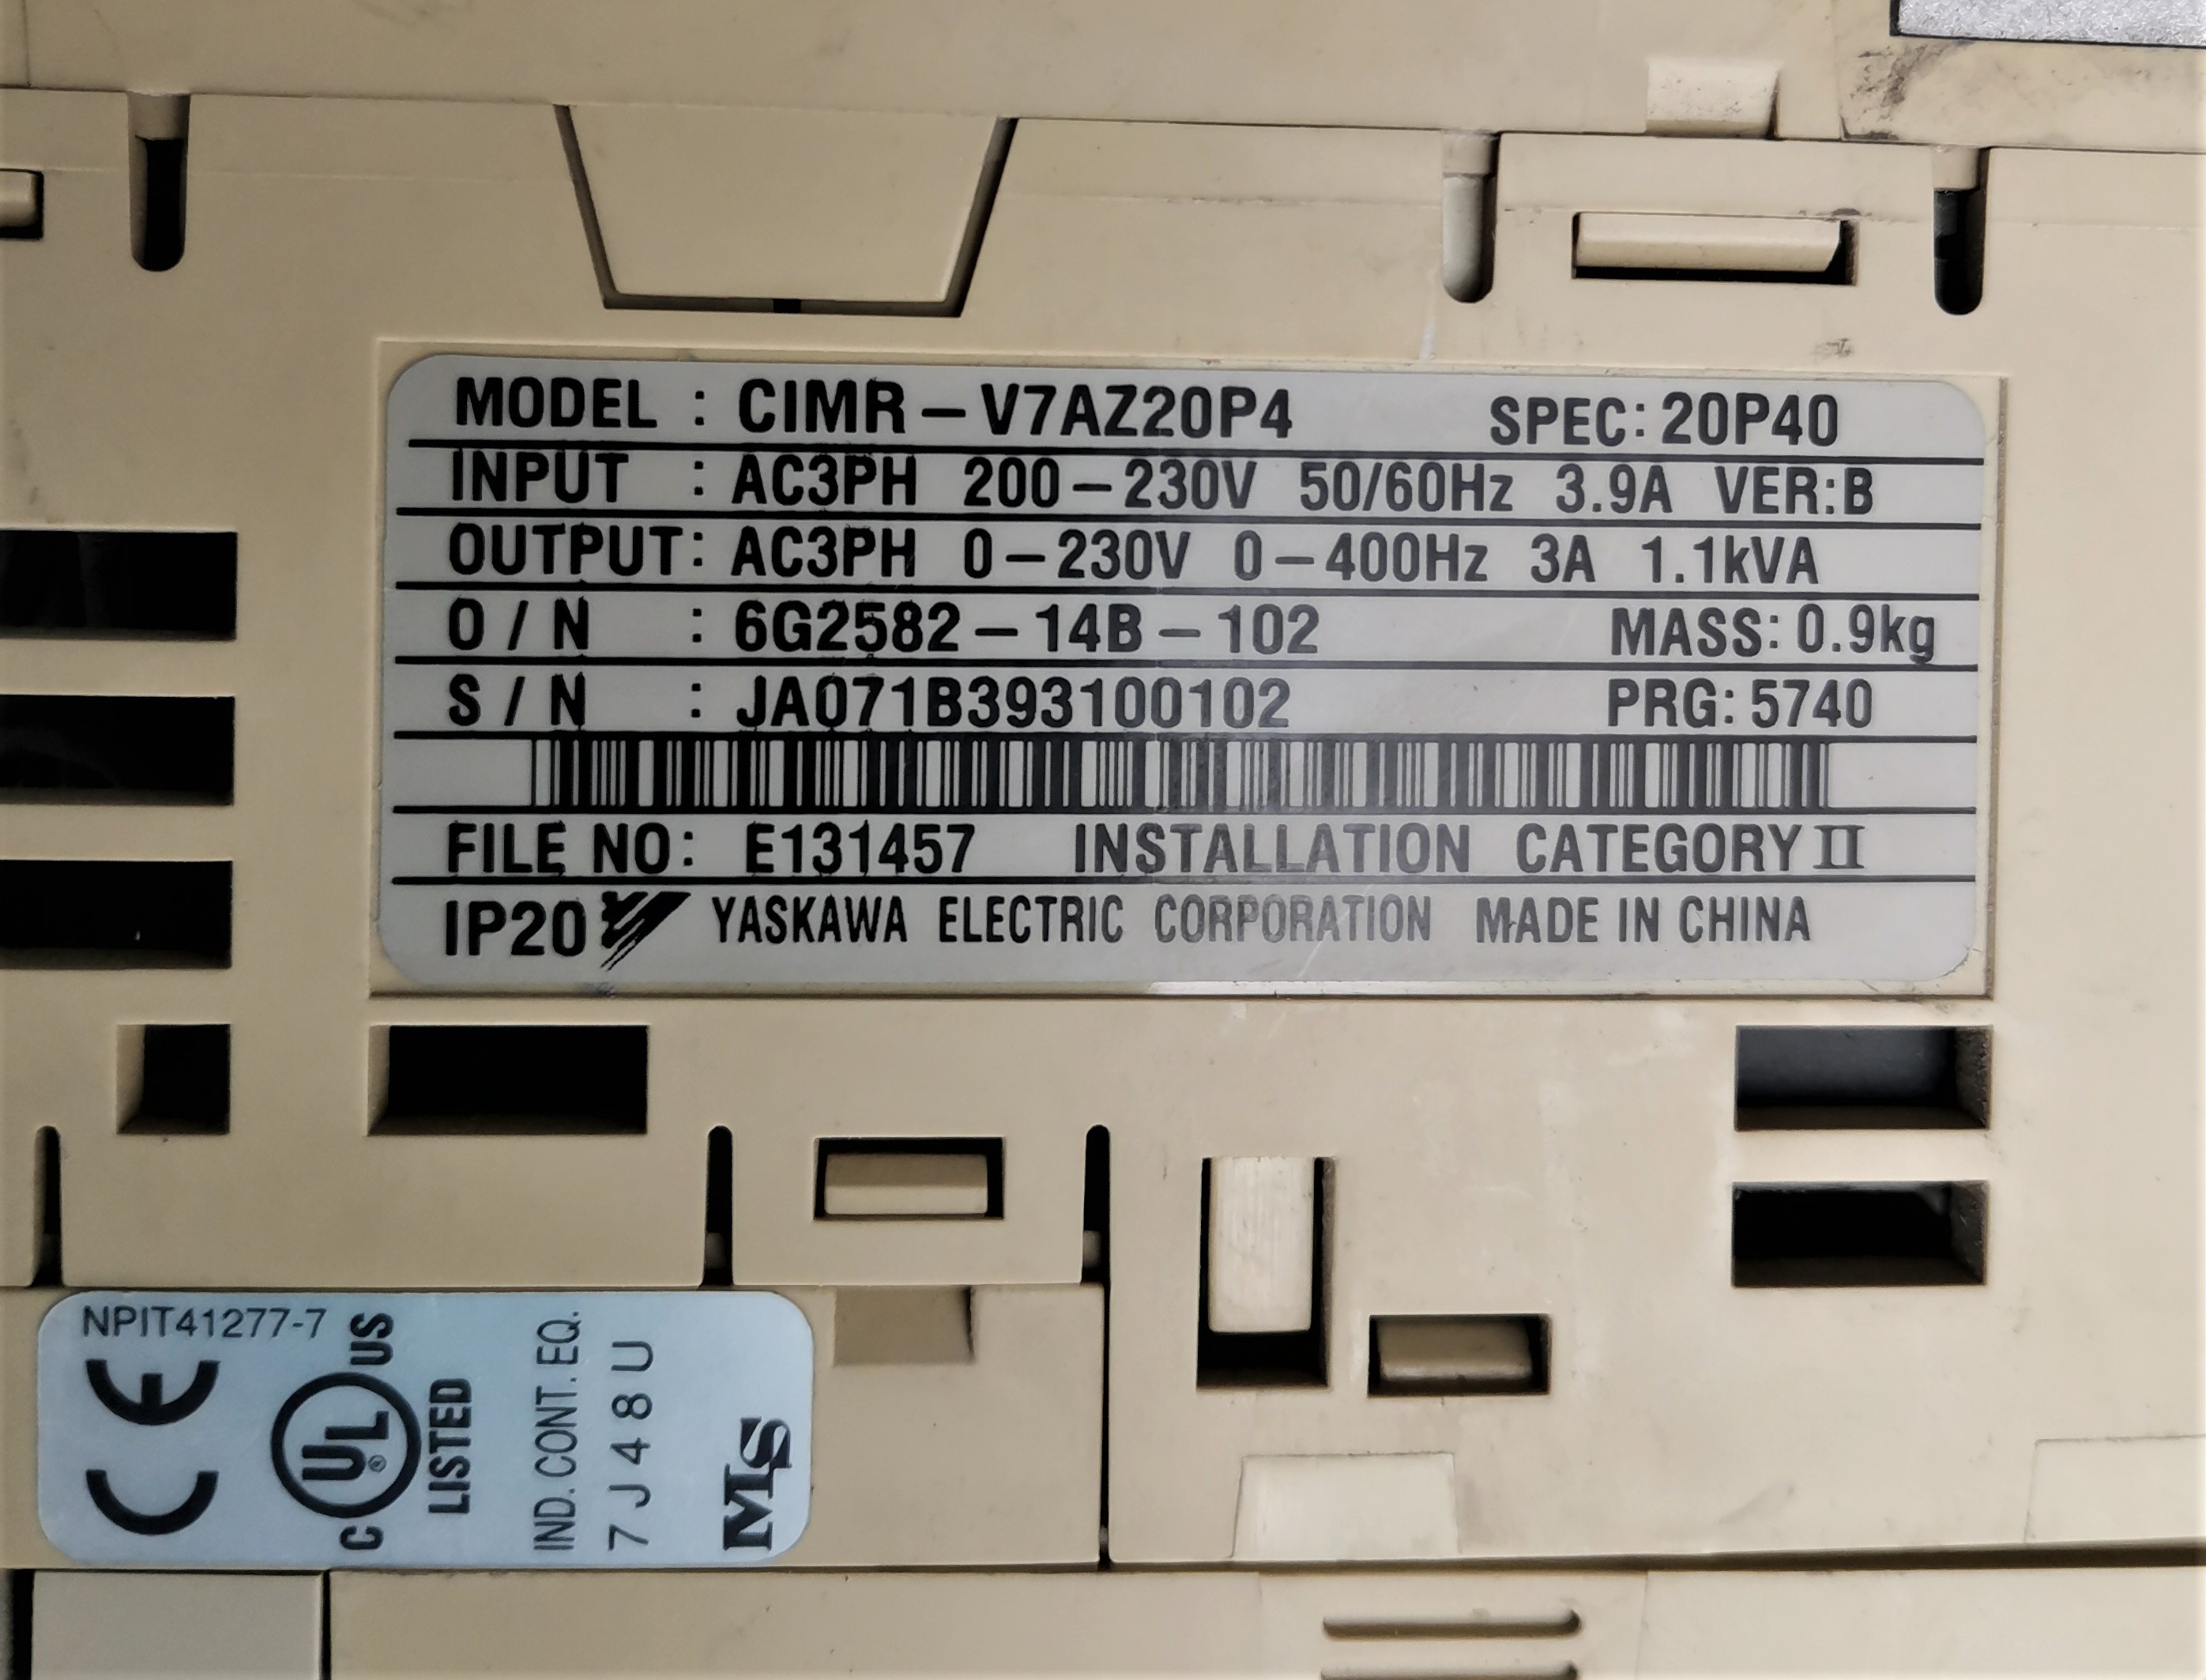 MODEL : CIMR-V7AZ20P4 SPEC: 20P40
INPUT : AC3PH 200-230V 50/60Hz 3.9A VER:B
OUTPUT: AC3PH 0-230V 0-400Hz 3A 1.1kVA
O/N : 6G2582-14B-102 MASS: 0.9kg
S/N : JA071B393100102 PRG: 5740
FILE NO: E131457 INSTALLATION CATEGORY II
IP20 YASKAWA ELECTRIC CORPORATION MADE IN CHINA
NPIT41277-7
CE
C UL® US
LISTED
IND. CONT. EQ.
7J48U
MS